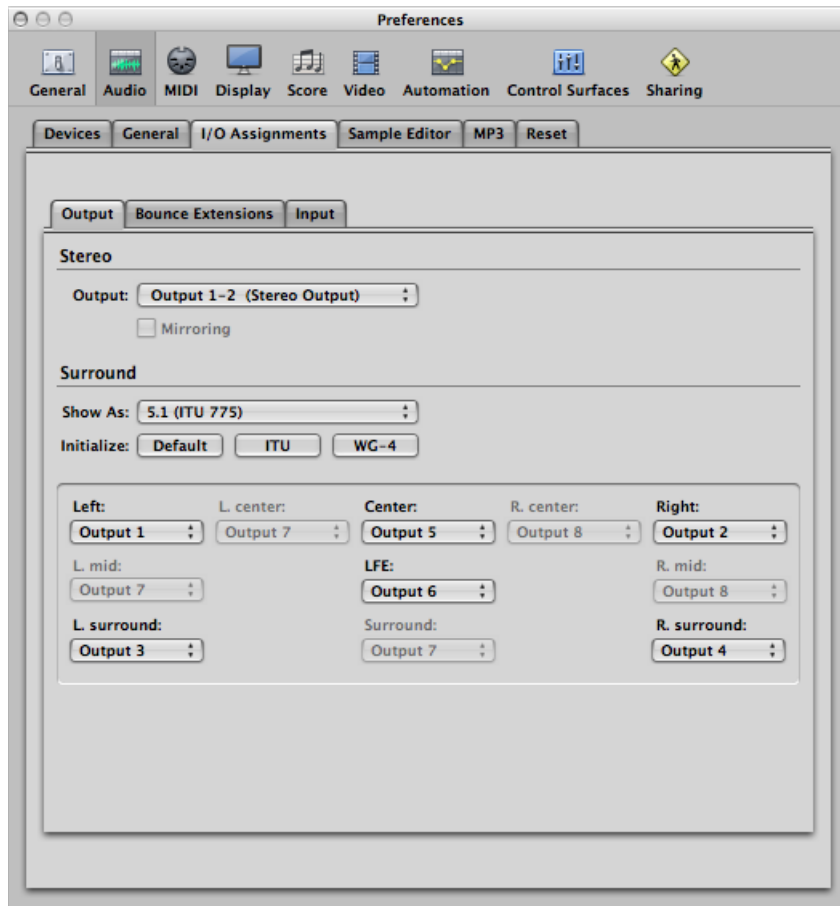 Preferences
General Audio MIDI Display Score Video Automation Control Surfaces Sharing
Devices General I/O Assignments Sample Editor MP3 Reset
Output Bounce Extensions Input
Stereo
Output: Output 1-2 (Stereo Output)
Mirroring
Surround
Show As: 5.1 (ITU 775)
Initialize: Default ITU WG-4
Left: L. center: Center: R. center: Right:
Output 1 Output 7 Output 5 Output 8 Output 2
L. mid: LFE: R. mid:
Output 7 Output 6 Output 8
L. surround: Surround: R. surround:
Output 3 Output 7 Output 4